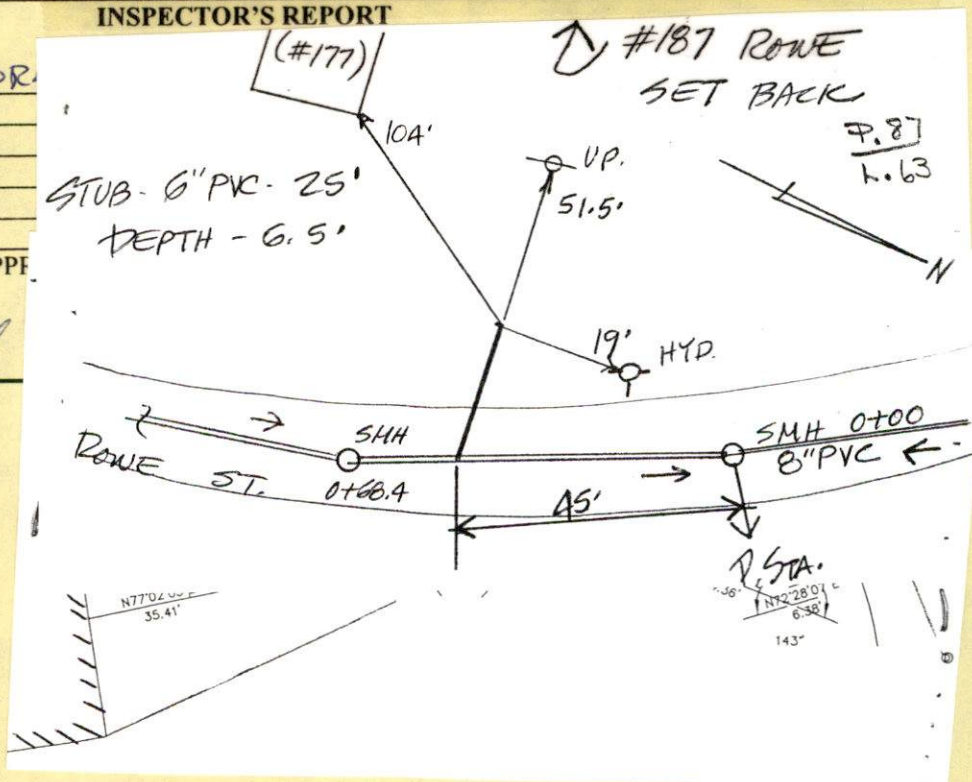 INSPECTOR'S REPORT
(#177)
#187 ROWE
SET BACK
P.87
L.63
104'
U.P.
51.5'
STUB - 6" PVC - 25'
DEPTH - 6.5'
N
19'
HYD.
SMH
SMH 0+00
8" PVC
ROWE ST.
0+68.4
45'
P. STA.
35.41'
6.38'
143"